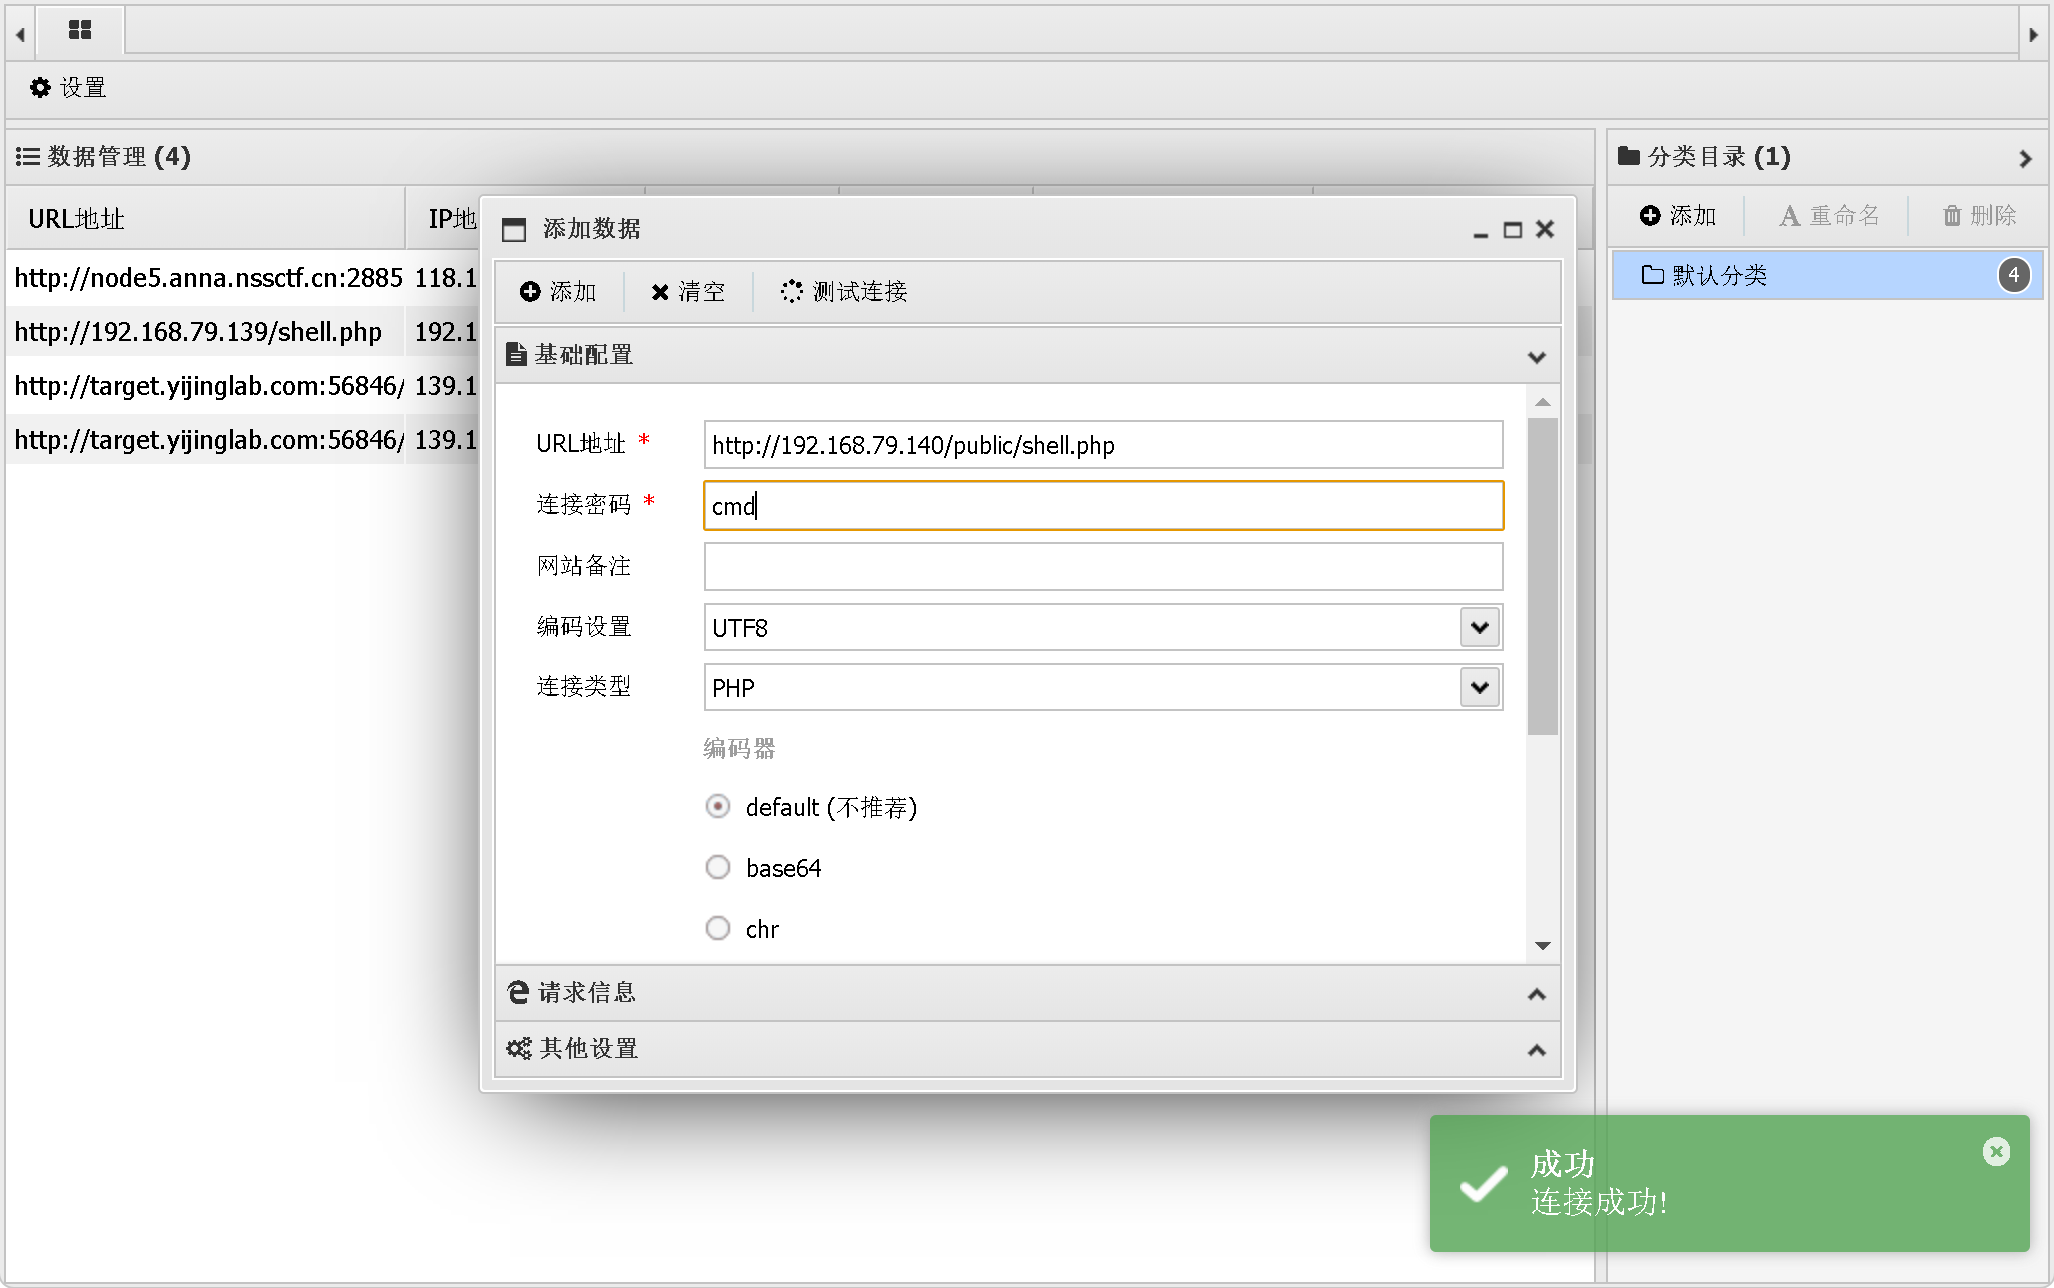 设置
数据管理 (4)
URL地址
IP地
http://node5.anna.nssctf.cn:2885
118.1
http://192.168.79.139/shell.php
192.1
http://target.yijinglab.com:56846/
139.1
http://target.yijinglab.com:56846/
139.1
添加数据
添加
清空
测试连接
基础配置
URL地址 *
http://192.168.79.140/public/shell.php
连接密码 *
cmd
网站备注
编码设置
UTF8
连接类型
PHP
编码器
default (不推荐)
base64
chr
请求信息
其他设置
分类目录 (1)
添加
重命名
删除
默认分类
4
成功
连接成功!